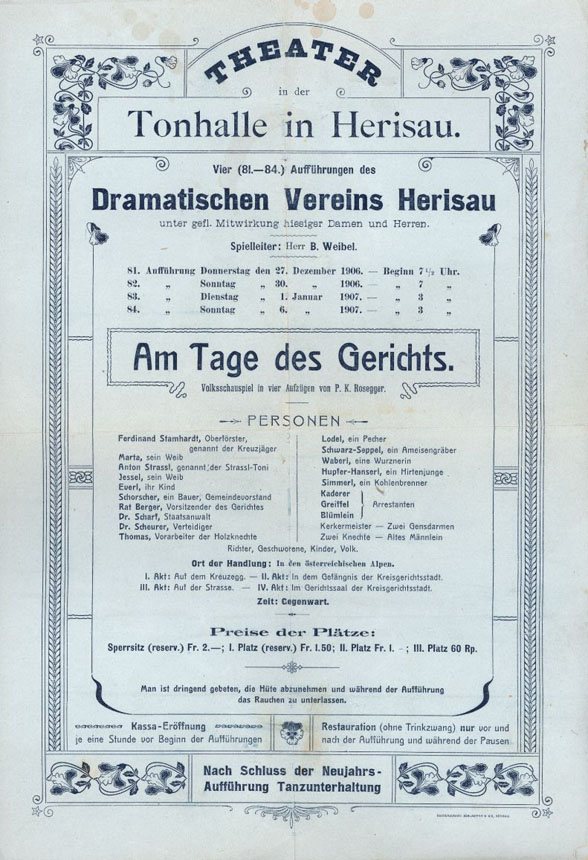 THEATER
in der
Tonhalle in Herisau.
Vier (81.—84.) Aufführungen des
Dramatischen Vereins Herisau
unter gefl. Mitwirkung hiesiger Damen und Herren.
Spielleiter: Herr B. Weibel.
81. Aufführung Donnerstag den 27. Dezember 1906. — Beginn 7 1/2 Uhr.
82. „ Sonntag „ 30. „ 1906. — „ 7 „
83. „ Dienstag „ 1. Januar 1907. — „ 3 „
84. „ Sonntag „ 6. „ 1907. — „ 3 „
Am Tage des Gerichts.
Volksschauspiel in vier Aufzügen von P. K. Rosegger.
PERSONEN
Ferdinand Stamhardt, Oberförster,
genannt der Kreuzjäger
Marta, sein Weib
Anton Strassl, genannt der Strassl-Toni
Jessel, sein Weib
Everl, ihr Kind
Schorscher, ein Bauer, Gemeindevorstand
Rat Berger, Vorsitzender des Gerichtes
Dr. Scharf, Staatsanwalt
Dr. Scheurer, Verteidiger
Thomas, Vorarbeiter der Holzknechte
Lodel, ein Pecher
Schwarz-Seppel, ein Ameisengräber
Waberl, eine Wurznerin
Hupfer-Hanserl, ein Hirtenjunge
Simmerl, ein Kohlenbrenner
Kaderer
Greiffel } Arrestanten
Blümlein
Kerkermeister — Zwei Gensdarmen
Zwei Knechte — Altes Männlein
Richter, Geschworene, Kinder, Volk.
Ort der Handlung: In den österreichischen Alpen.
I. Akt: Auf dem Kreuzegg. — II. Akt: In dem Gefängnis der Kreisgerichtsstadt.
III. Akt: Auf der Strasse. — IV. Akt: Im Gerichtssaal der Kreisgerichtsstadt.
Zeit: Gegenwart.
Preise der Plätze:
Sperrsitz (reserv.) Fr. 2.—; I. Platz (reserv.) Fr. 1.50; II. Platz Fr. 1. -; III. Platz 60 Rp.
Man ist dringend gebeten, die Hüte abzunehmen und während der Aufführung
das Rauchen zu unterlassen.
Kassa-Eröffnung
je eine Stunde vor Beginn der Aufführungen
Restauration (ohne Trinkzwang) nur vor und
nach der Aufführung und während der Pausen
Nach Schluss der Neujahrs-
Aufführung Tanzunterhaltung